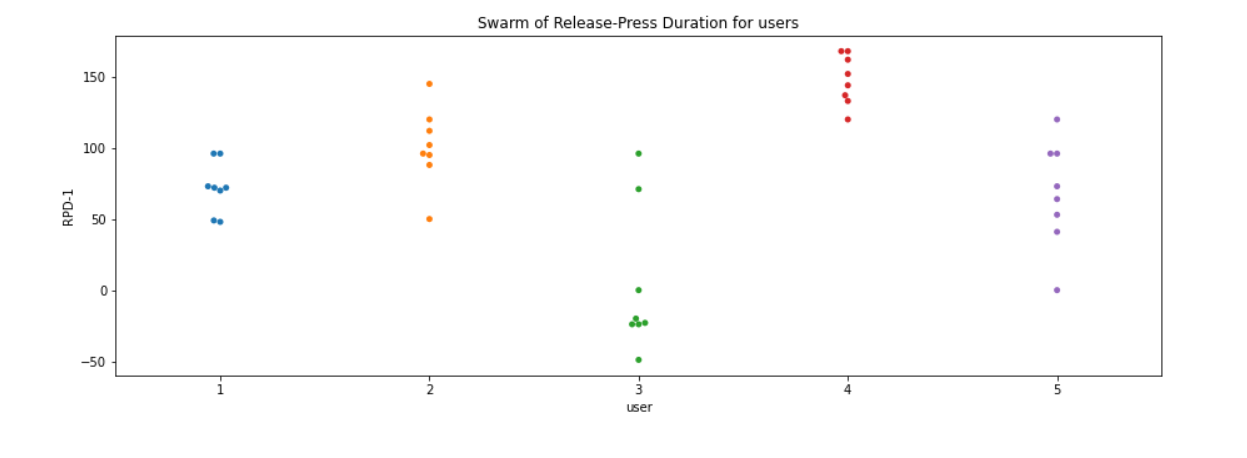 Swarm of Release-Press Duration for users
150
100
50
0
−50
RPD-1
1 2 3 4 5
user